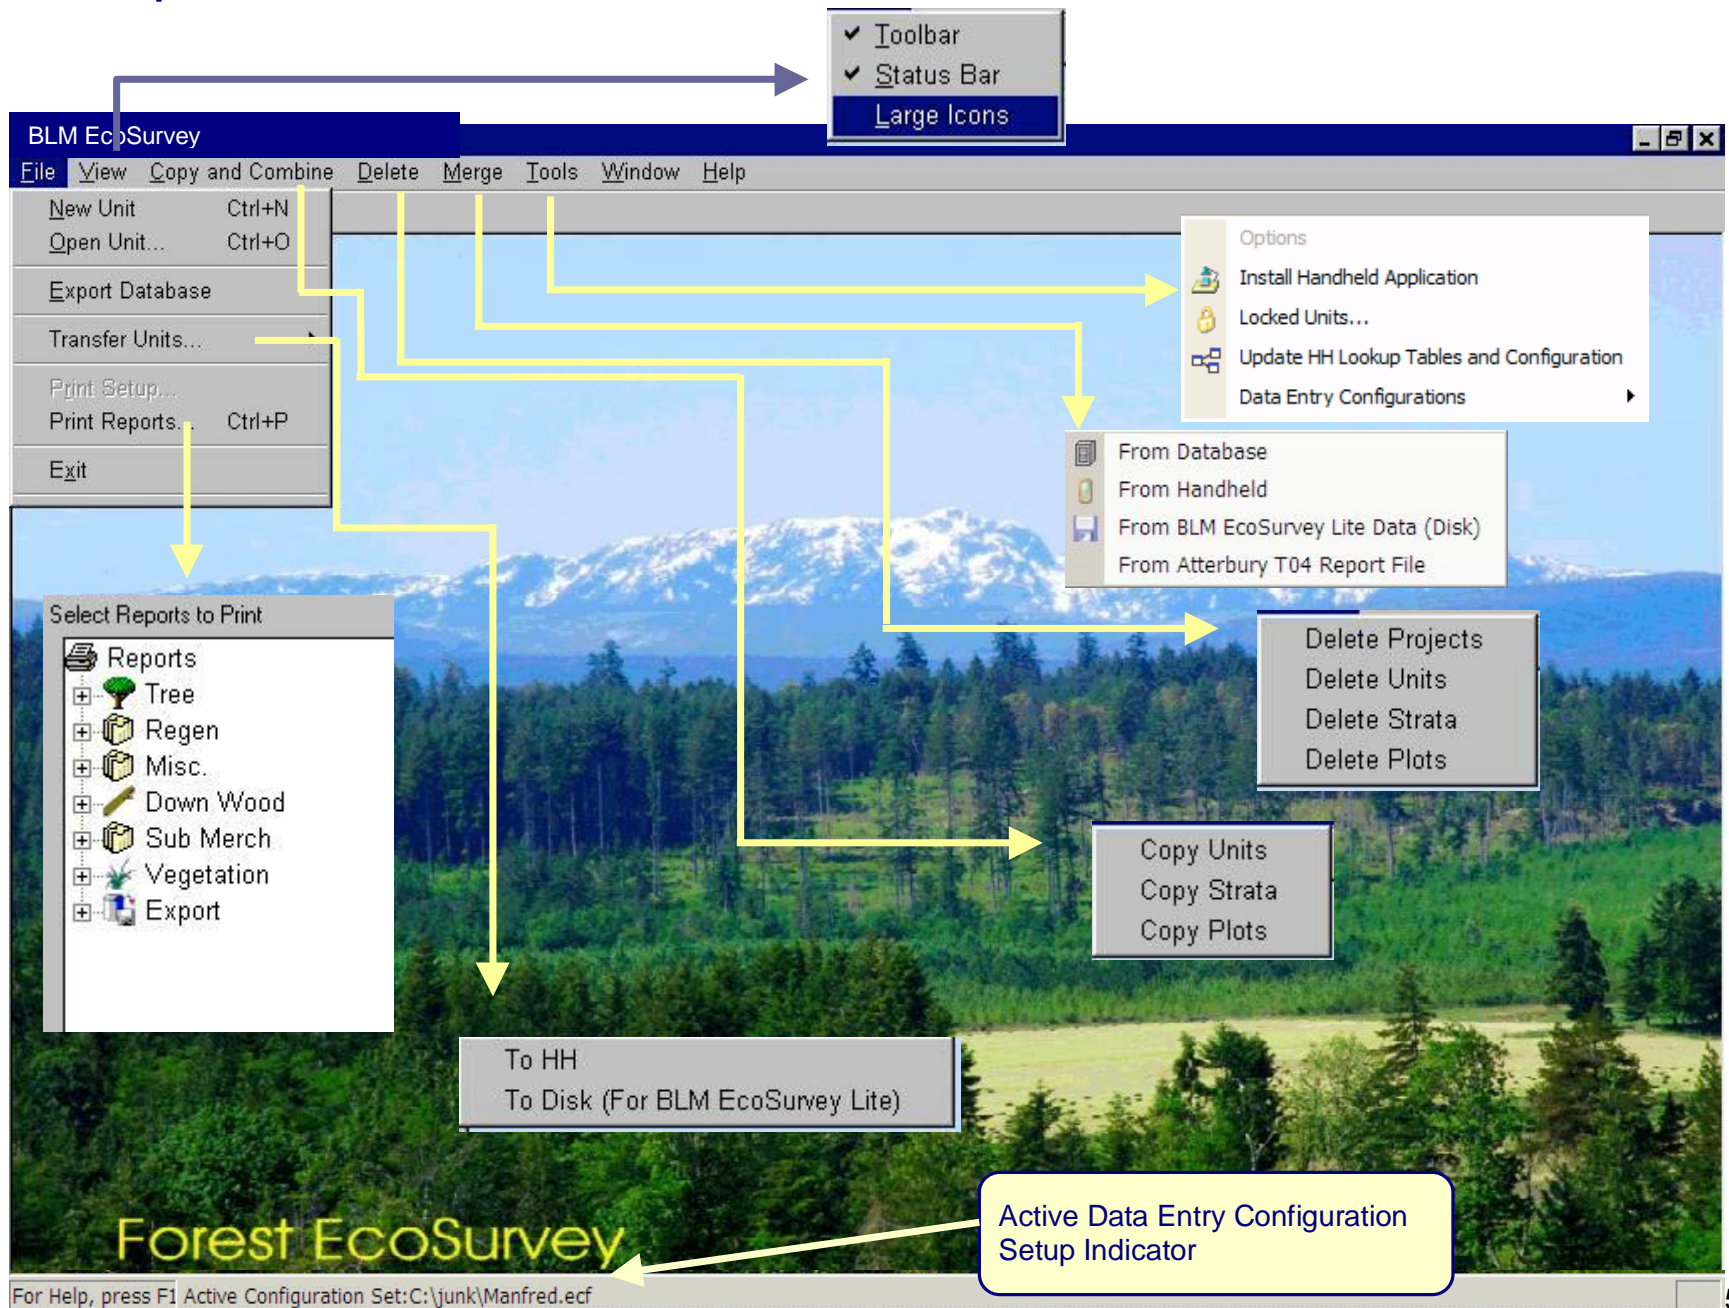 ✔ Toolbar
✔ Status Bar
Large Icons
BLM EcoSurvey
File View Copy and Combine Delete Merge Tools Window Help
New Unit Ctrl+N
Open Unit... Ctrl+O
Export Database
Transfer Units...
Print Setup...
Print Reports... Ctrl+P
Exit
Options
Install Handheld Application
Locked Units...
Update HH Lookup Tables and Configuration
Data Entry Configurations
From Database
From Handheld
From BLM EcoSurvey Lite Data (Disk)
From Atterbury T04 Report File
Select Reports to Print
Reports
Tree
Regen
Misc.
Down Wood
Sub Merch
Vegetation
Export
Delete Projects
Delete Units
Delete Strata
Delete Plots
Copy Units
Copy Strata
Copy Plots
To HH
To Disk (For BLM EcoSurvey Lite)
Active Data Entry Configuration
Setup Indicator
Forest EcoSurvey
For Help, press F1 Active Configuration Set:C:\junk\Manfred.ecf